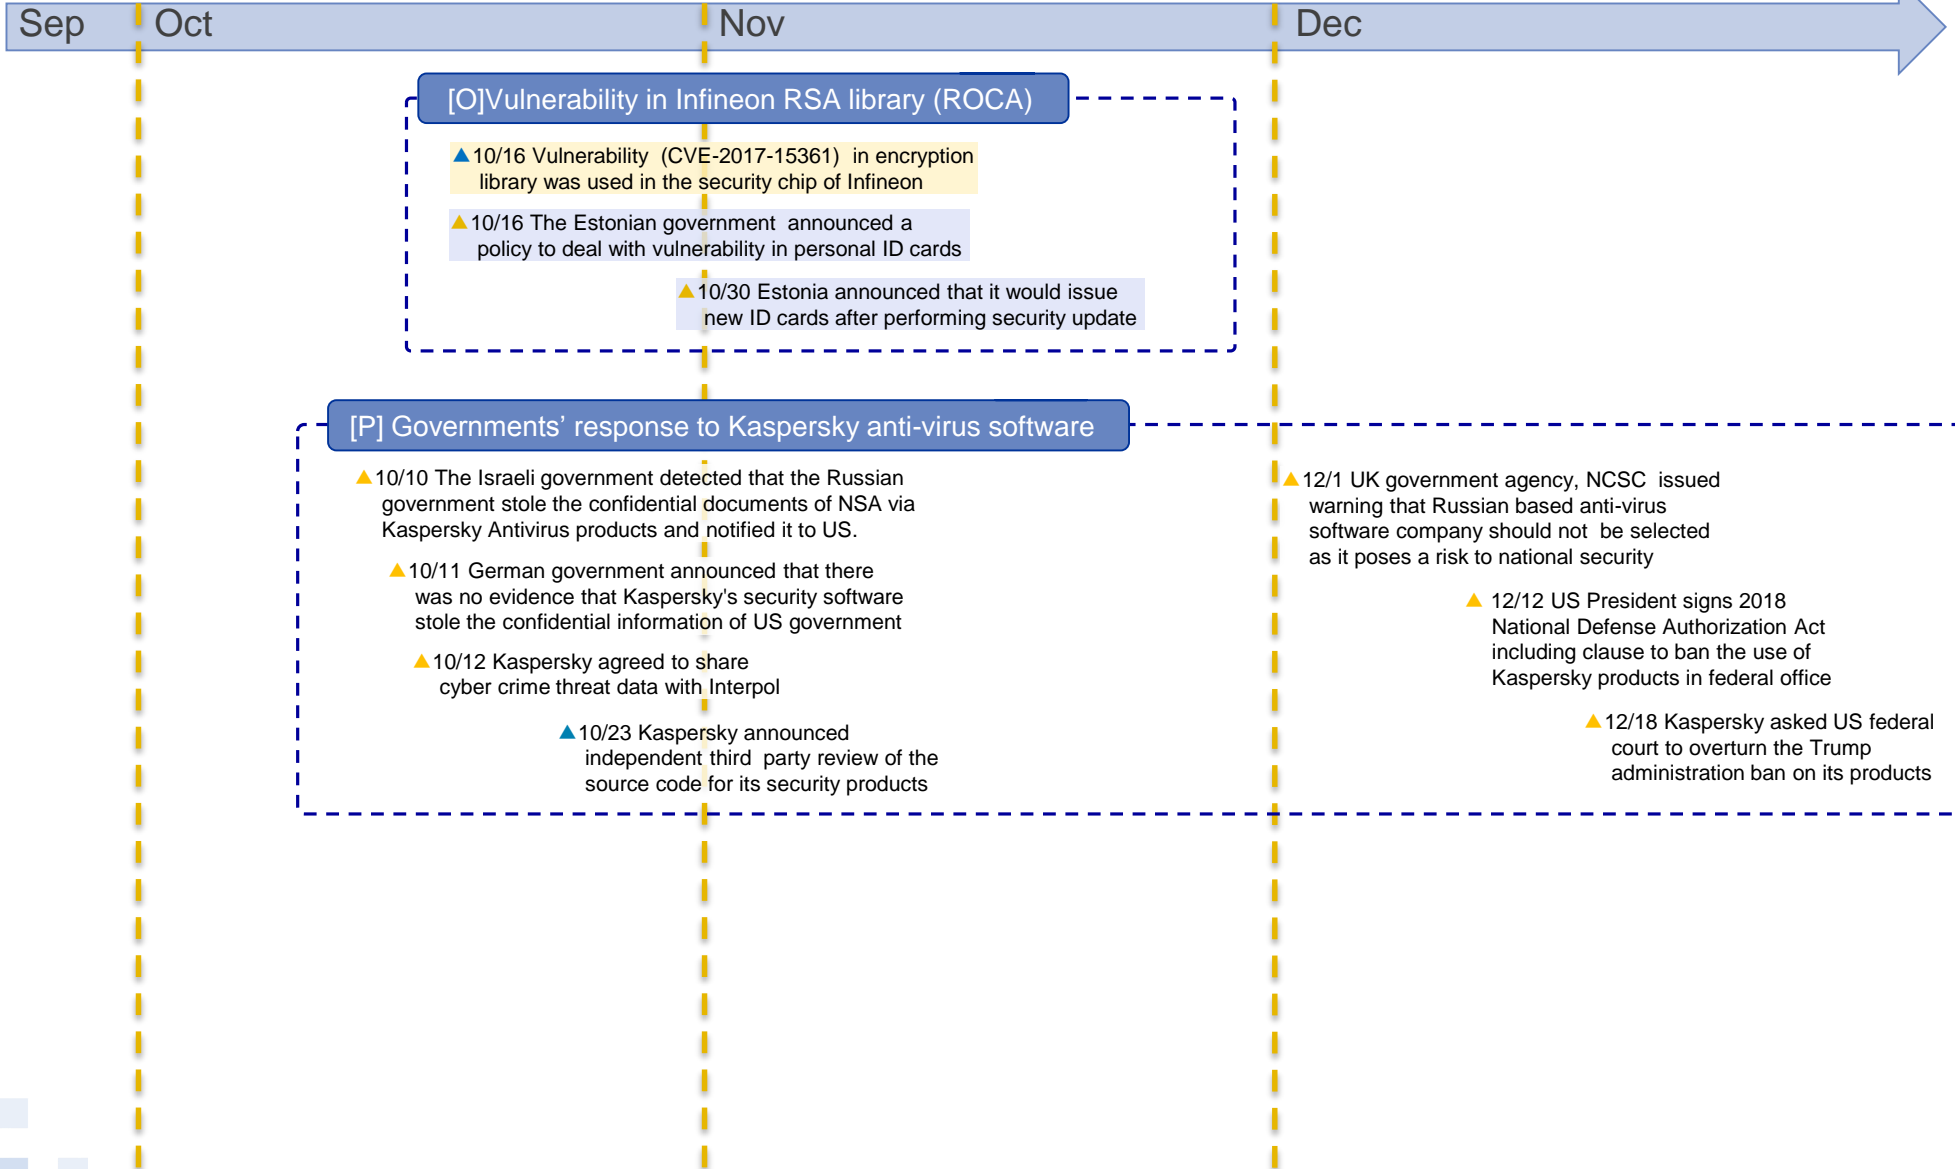 Sep Oct Nov Dec
[O]Vulnerability in Infineon RSA library (ROCA)
▲10/16 Vulnerability (CVE-2017-15361) in encryption
library was used in the security chip of Infineon
▲10/16 The Estonian government announced a
policy to deal with vulnerability in personal ID cards
▲10/30 Estonia announced that it would issue
new ID cards after performing security update
[P] Governments’ response to Kaspersky anti-virus software
▲10/10 The Israeli government detected that the Russian
government stole the confidential documents of NSA via
Kaspersky Antivirus products and notified it to US.
▲10/11 German government announced that there
was no evidence that Kaspersky's security software
stole the confidential information of US government
▲10/12 Kaspersky agreed to share
cyber crime threat data with Interpol
▲10/23 Kaspersky announced
independent third party review of the
source code for its security products
▲12/1 UK government agency, NCSC issued
warning that Russian based anti-virus
software company should not be selected
as it poses a risk to national security
▲ 12/12 US President signs 2018
National Defense Authorization Act
including clause to ban the use of
Kaspersky products in federal office
▲12/18 Kaspersky asked US federal
court to overturn the Trump
administration ban on its products